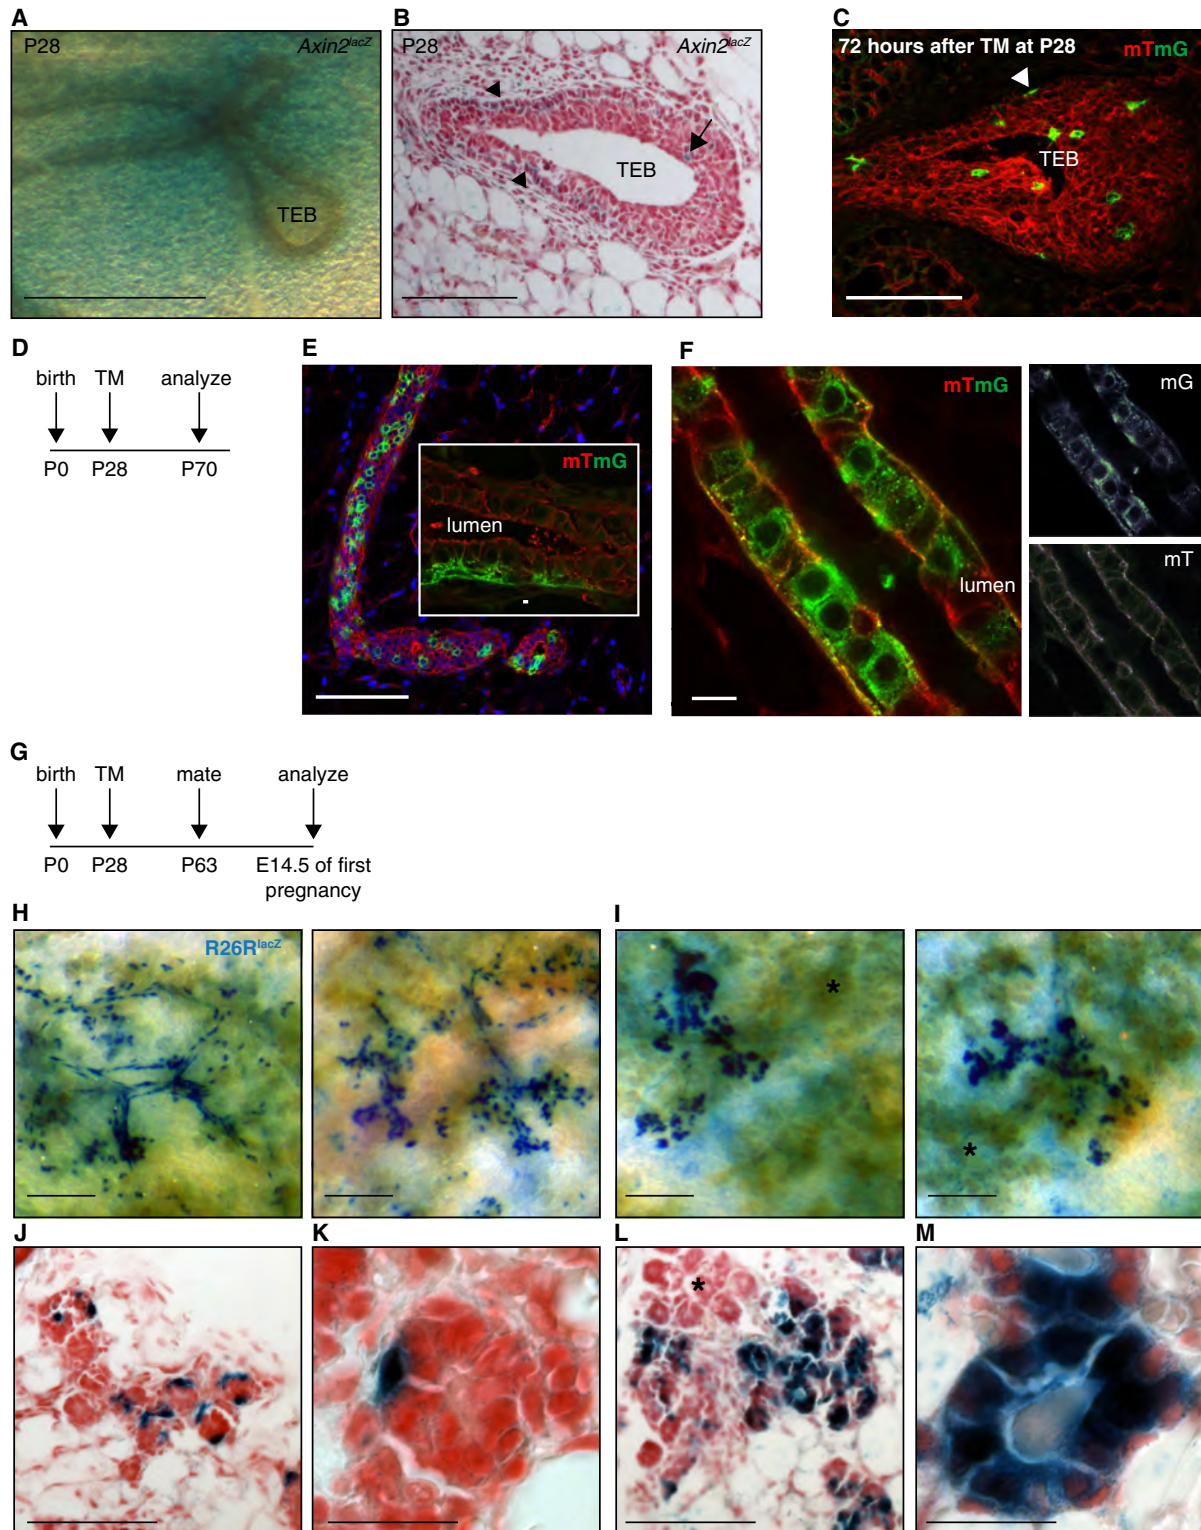 A
P28
Axin2lacZ
TEB
B
P28
Axin2lacZ
TEB
C
72 hours after TM at P28
mTmG
TEB
D
birth TM analyze
P0 P28 P70
E
mTmG
lumen
F
mTmG
lumen
mG
mT
G
birth TM mate analyze
P0 P28 P63 E14.5 of first
pregnancy
H
R26RlacZ
I
*
*
J
K
L
*
M